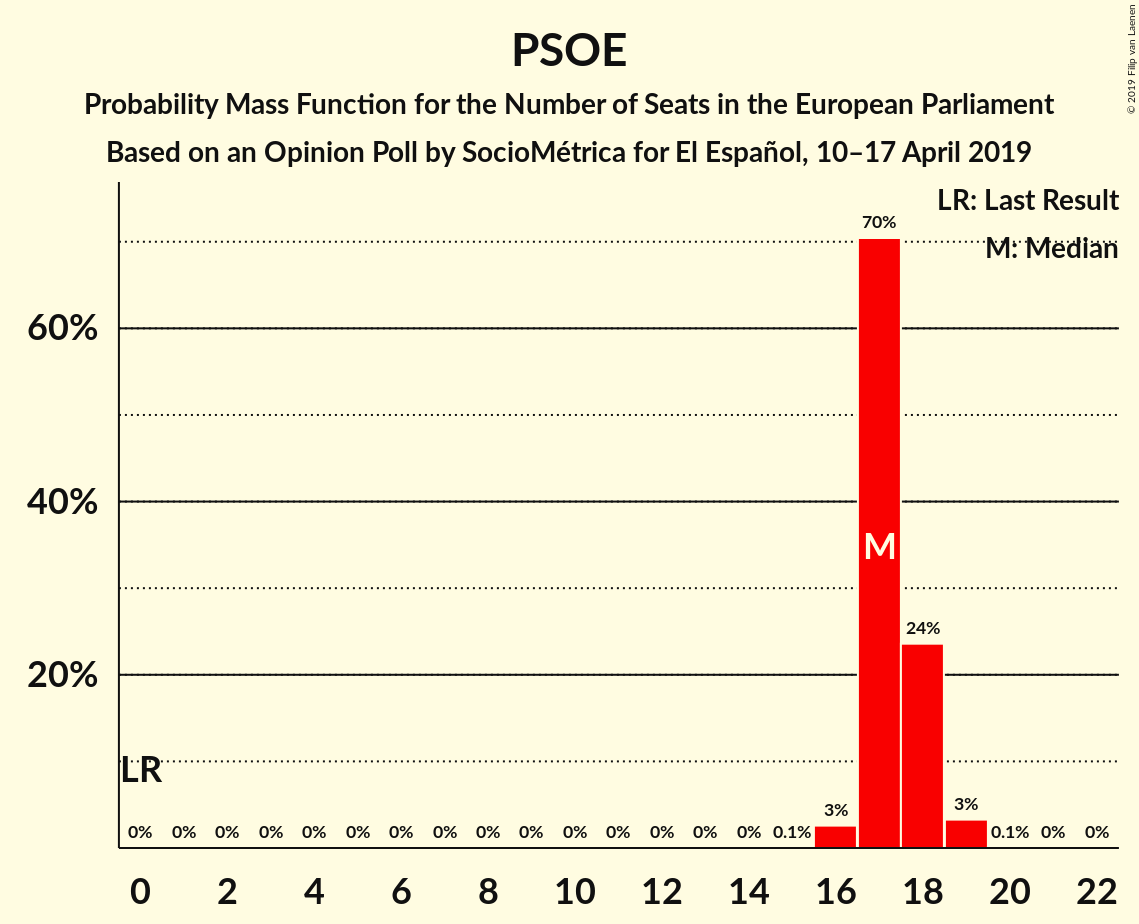 PSOE
Probability Mass Function for the Number of Seats in the European Parliament
Based on an Opinion Poll by SocioMétrica for El Español, 10–17 April 2019
© 2019 Filip van Laenen
LR: Last Result
M: Median
60%
40%
20%
LR
M
0% 0% 0% 0% 0% 0% 0% 0% 0% 0% 0% 0% 0% 0% 0% 0.1% 3% 70% 24% 3% 0.1% 0% 0%
0 2 4 6 8 10 12 14 16 18 20 22